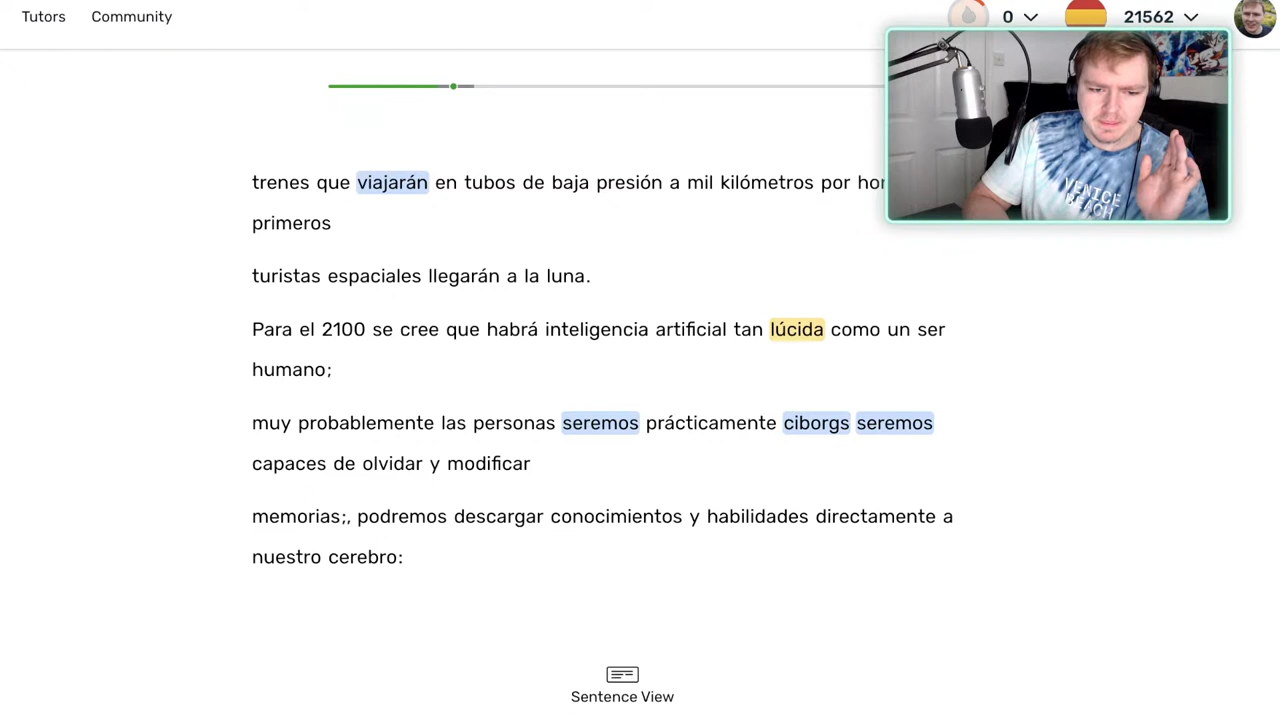 Tutors Community 0 21562
trenes que viajarán en tubos de baja presión a mil kilómetros por
primeros
turistas espaciales llegarán a la luna.
Para el 2100 se cree que habrá inteligencia artificial tan lúcida como un ser
humano;
muy probablemente las personas seremos prácticamente ciborgs seremos
capaces de olvidar y modificar
memorias;, podremos descargar conocimientos y habilidades directamente a
nuestro cerebro:
Sentence View
VENICE
BEACH